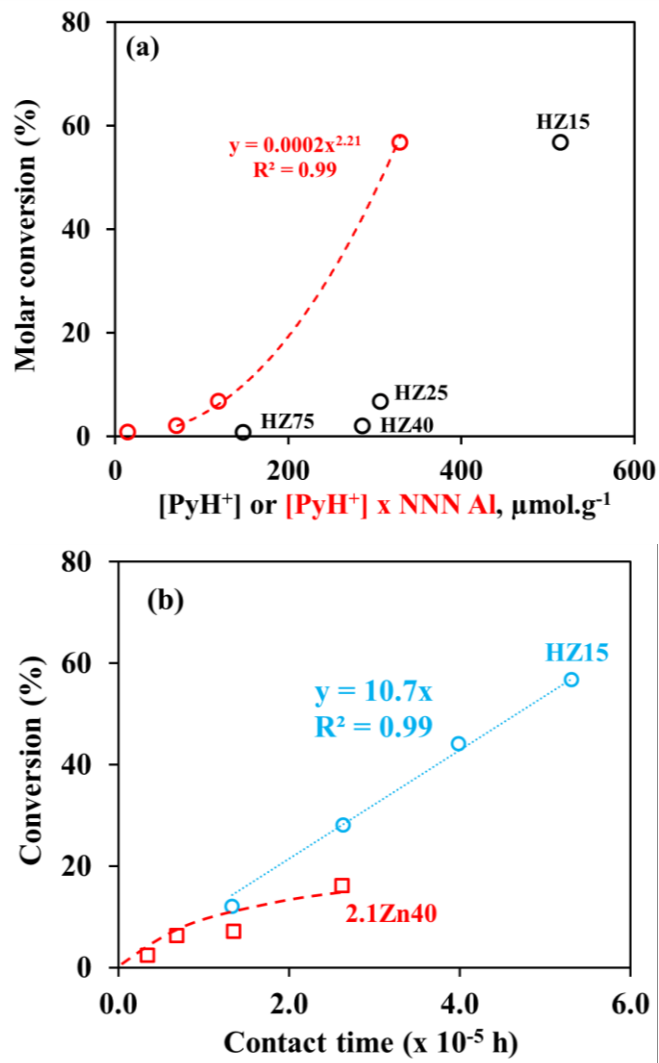 (a)
80
60
40
20
0
Molar conversion (%)
y = 0.0002x^2.21
R² = 0.99
HZ15
HZ25
HZ75
HZ40
0 200 400 600
[PyH⁺] or [PyH⁺] x NNN Al, µmol.g⁻¹
(b)
80
60
40
20
0
Conversion (%)
HZ15
y = 10.7x
R² = 0.99
2.1Zn40
0.0 2.0 4.0 6.0
Contact time (x 10⁻⁵ h)